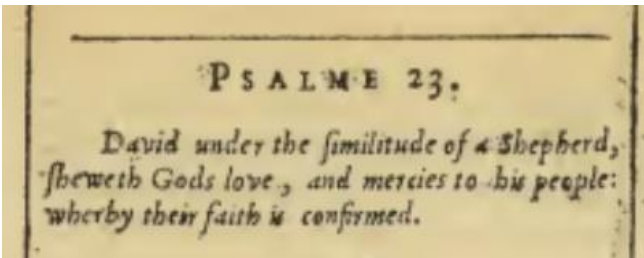 PSALME 23.
David under the ſimilitude of a Shepherd,
ſheweth Gods love, and mercies to his people:
wherby their faith is confirmed.